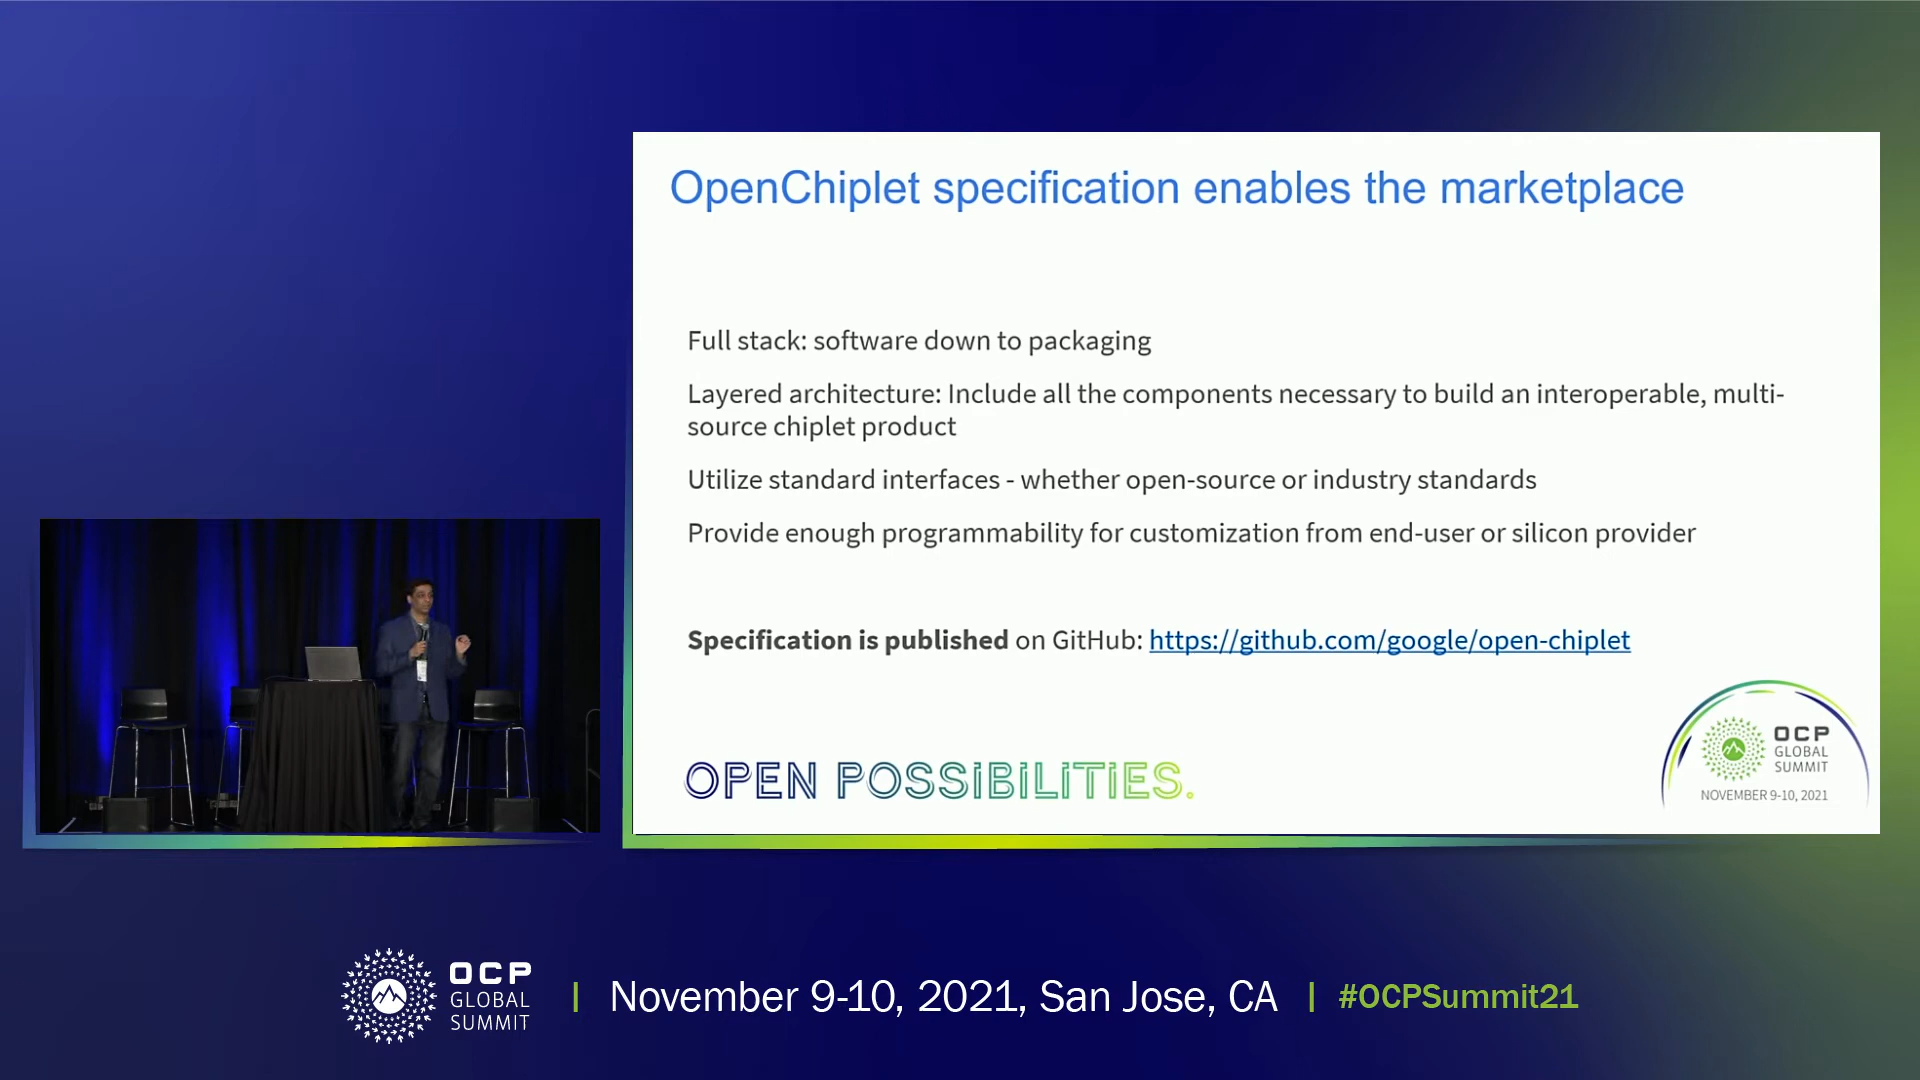 OpenChiplet specification enables the marketplace
Full stack: software down to packaging
Layered architecture: Include all the components necessary to build an interoperable, multi-
source chiplet product
Utilize standard interfaces - whether open-source or industry standards
Provide enough programmability for customization from end-user or silicon provider
Specification is published on GitHub: https://github.com/google/open-chiplet
OPEN POSSIBILITIES.
OCP
GLOBAL
SUMMIT
NOVEMBER 9-10, 2021
OCP
GLOBAL
SUMMIT
November 9-10, 2021, San Jose, CA
#OCPSummit21